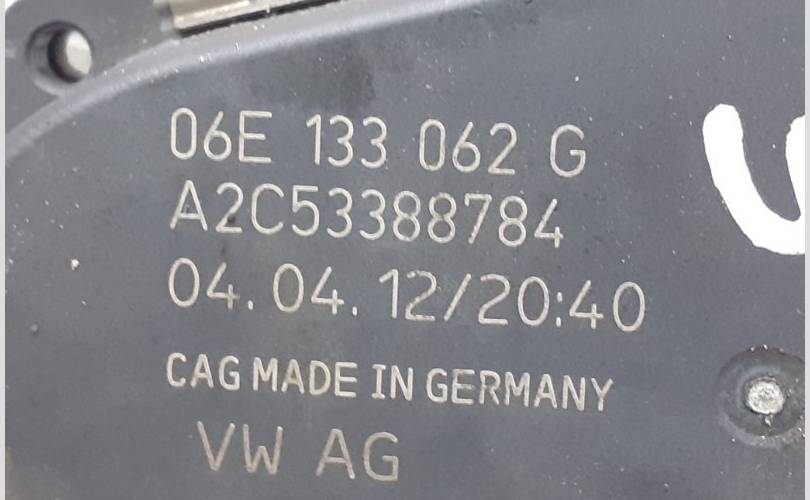 06E 133 062 G
A2C53388784
04.04.12/20:40
CAG MADE IN GERMANY
VW AG